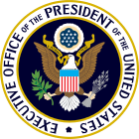 EXECUTIVE OFFICE OF THE PRESIDENT OF THE UNITED STATES